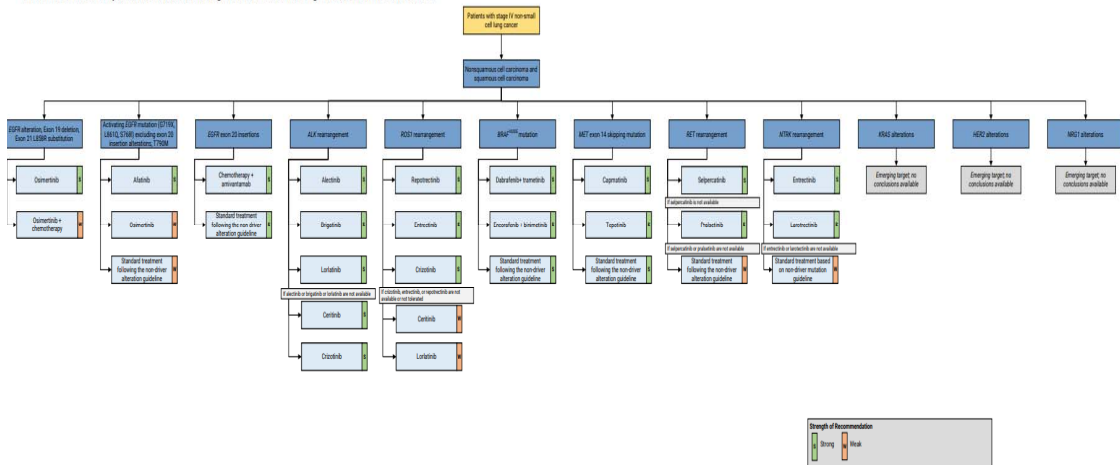 Patients with stage IV non-small
cell lung cancer
Nonsquamous cell carcinoma and
squamous cell carcinoma
EGFR alteration, Exon 19 deletion,
Exon 21 L858R substitution
Osimertinib
S
Osimertinib +
chemotherapy
W
Activating EGFR mutation (G719X,
L861Q, S768I) excluding exon 20
insertion alterations, T790M
Afatinib
S
Osimertinib
W
Standard treatment
following the non-driver
alteration guideline
W
EGFR exon 20 insertions
Chemotherapy +
amivantamab
S
Standard treatment
following the non driver
alteration guideline
S
ALK rearrangement
Alectinib
S
Brigatinib
S
Lorlatinib
S
If alectinib or brigatinib or lorlatinib are not available
Ceritinib
S
Crizotinib
S
ROS1 rearrangement
Repotrectinib
S
Entrectinib
S
Crizotinib
S
If crizotinib, entrectinib, or repotrectinib are not
available or not tolerated
Ceritinib
W
Lorlatinib
W
BRAF mutation
Dabrafenib+ trametinib
S
Encorafenib + binimetinib
S
Standard treatment
following the non-driver
alteration guideline
S
MET exon 14 skipping mutation
Capmatinib
S
Tepotinib
S
Standard treatment
following the non-driver
alteration guideline
S
RET rearrangement
Selpercatinib
S
If selpercatinib is not available
Pralsetinib
S
If selpercatinib or pralsetinib are not available
Standard treatment
following the non-driver
alteration guideline
W
NTRK rearrangement
Entrectinib
S
Larotrectinib
S
If entrectinib or larotrectinib are not available
Standard treatment based
on non-driver mutation
guideline
W
KRAS alterations
Emerging target; no
conclusions available
HER2 alterations
Emerging target; no
conclusions available
NRG1 alterations
Emerging target; no
conclusions available
Strength of Recommendation
S Strong W Weak